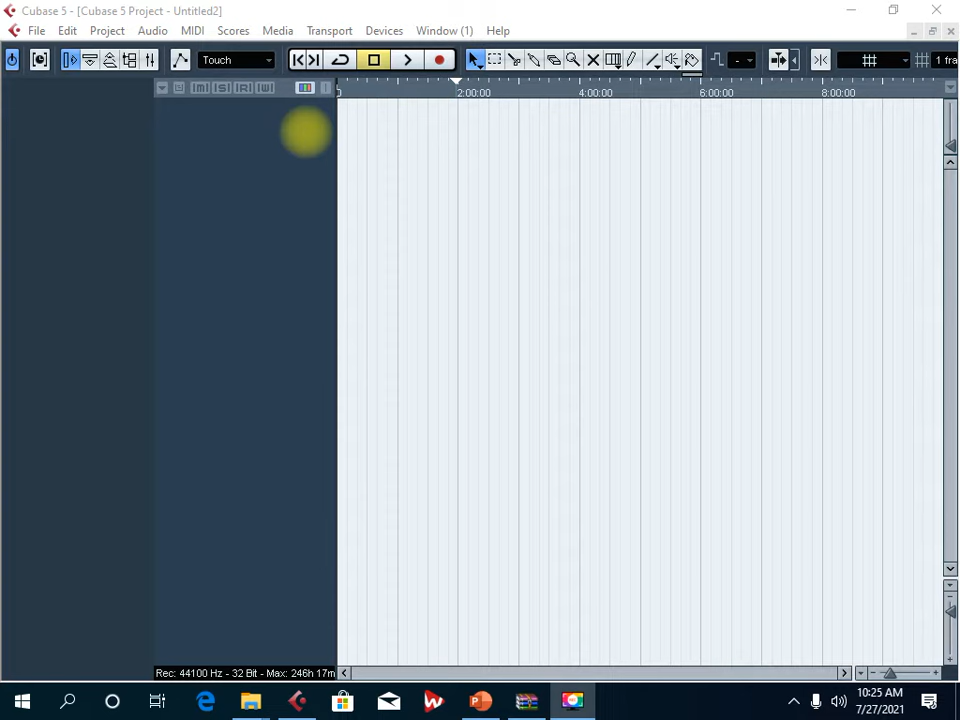 Cubase 5 - [Cubase 5 Project - Untitled2]
File Edit Project Audio MIDI Scores Media Transport Devices Window (1) Help
Touch - 1 fra
[M] [S] [R] [W] 2:00:00 4:00:00 6:00:00 8:00:00
Rec: 44100 Hz - 32 Bit - Max: 246h 17m
10:25 AM
7/27/2021